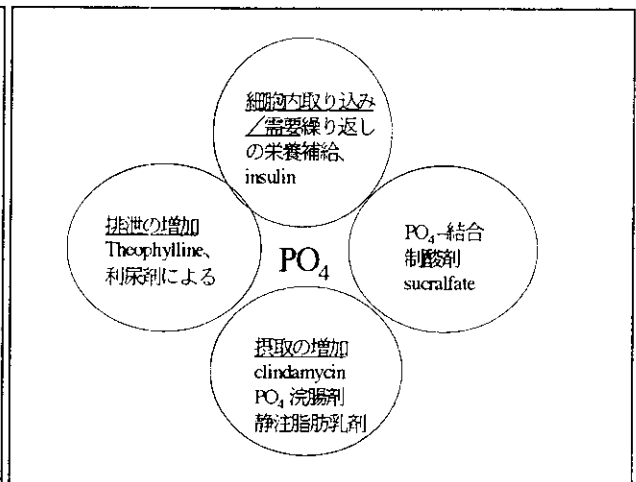 細胞内取り込み
／需要繰り返し
の栄養補給、
insulin
排泄の増加
Theophylline、
利尿剤による
PO₄
PO₄-結合
制酸剤
sucralfate
摂取の増加
clindamycin
PO₄ 浣腸剤
静注脂肪乳剤